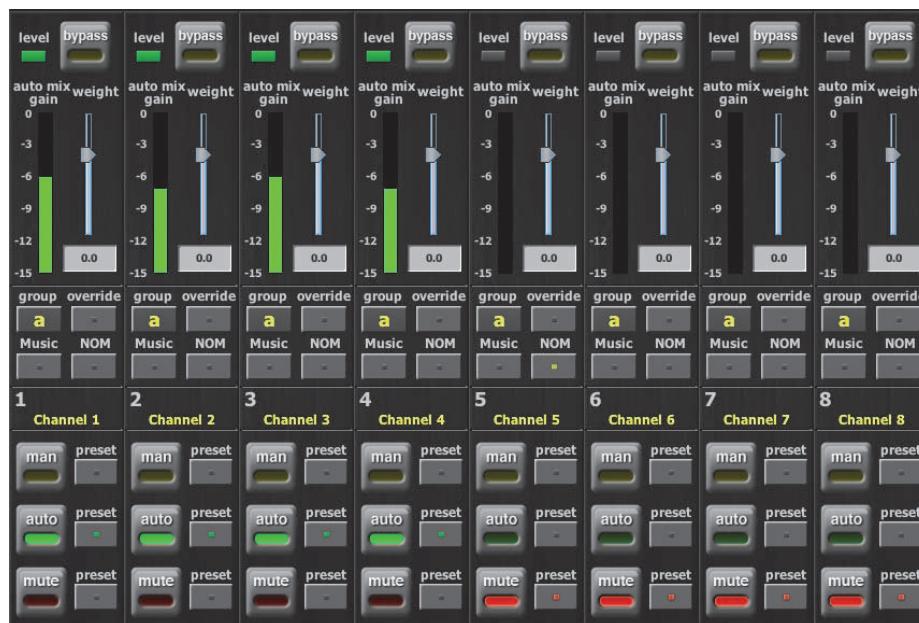 level bypass level bypass level bypass level bypass level bypass level bypass level bypass level bypass
auto mix gain weight auto mix gain weight auto mix gain weight auto mix gain weight auto mix gain weight auto mix gain weight auto mix gain weight auto mix gain weight
0 0 0 0 0 0 0 0
-3 -3 -3 -3 -3 -3 -3 -3
-6 -6 -6 -6 -6 -6 -6 -6
-9 -9 -9 -9 -9 -9 -9 -9
-12 -12 -12 -12 -12 -12 -12 -12
0.0 0.0 0.0 0.0 0.0 0.0 0.0 0.0
-15 -15 -15 -15 -15 -15 -15 -15
group override group override group override group override group override group override group override group override
a a a a a a a a
Music NOM Music NOM Music NOM Music NOM Music NOM Music NOM Music NOM Music NOM
1 2 3 4 5 6 7 8
Channel 1 Channel 2 Channel 3 Channel 4 Channel 5 Channel 6 Channel 7 Channel 8
man preset man preset man preset man preset man preset man preset man preset man preset
auto preset auto preset auto preset auto preset auto preset auto preset auto preset auto preset
mute preset mute preset mute preset mute preset mute preset mute preset mute preset mute preset